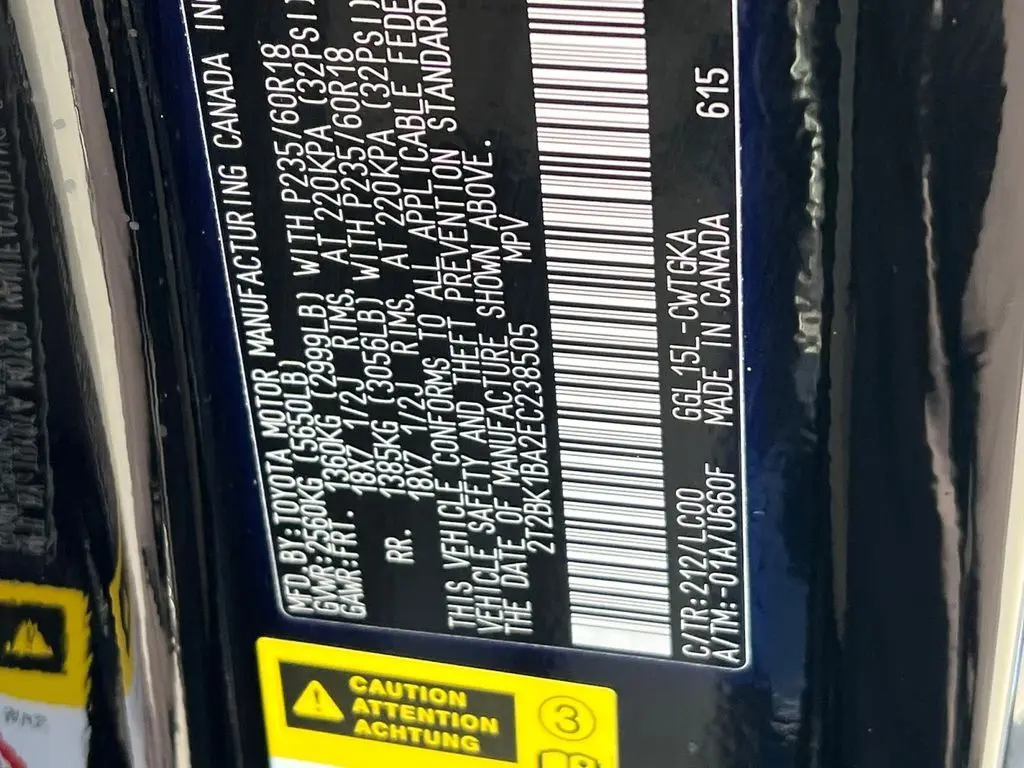 MFD.BY:TOYOTA MOTOR MANUFACTURING CANADA
GVWR:2560KG (5650LB)
GAWR:FRT. 1360KG (2999LB) WITH P235/60R18
18X7 1/2J RIMS, AT 220KPA (32PSI)
RR. 1385KG (3056LB) WITH P235/60R18
18X7 1/2J RIMS, AT 220KPA (32PSI)
THIS VEHICLE CONFORMS TO ALL APPLICABLE
VEHICLE SAFETY AND THEFT PREVENTION STANDARD
THE DATE OF MANUFACTURE SHOWN ABOVE.
2T2BK1BA2EC238505 MPV
C/TR:212/LC00 GGL15L-CWTGKA
A/TM:-01A/U660F MADE IN CANADA 615
CAUTION
ATTENTION
ACHTUNG
3